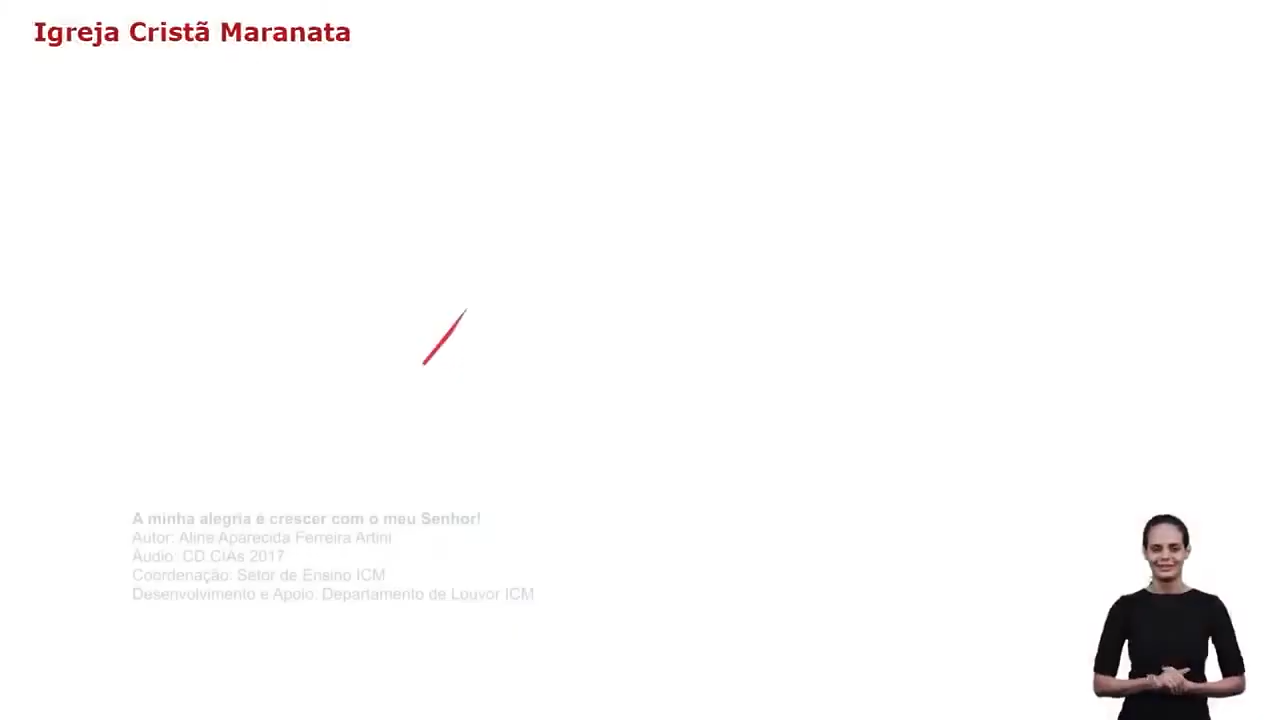 Igreja Cristã Maranata
A minha alegria é crescer com o meu Senhor!
Autor: Aline Aparecida Ferreira Artini
Áudio: CD CIAs 2017
Coordenação: Setor de Ensino ICM
Desenvolvimento e Apoio: Departamento de Louvor ICM